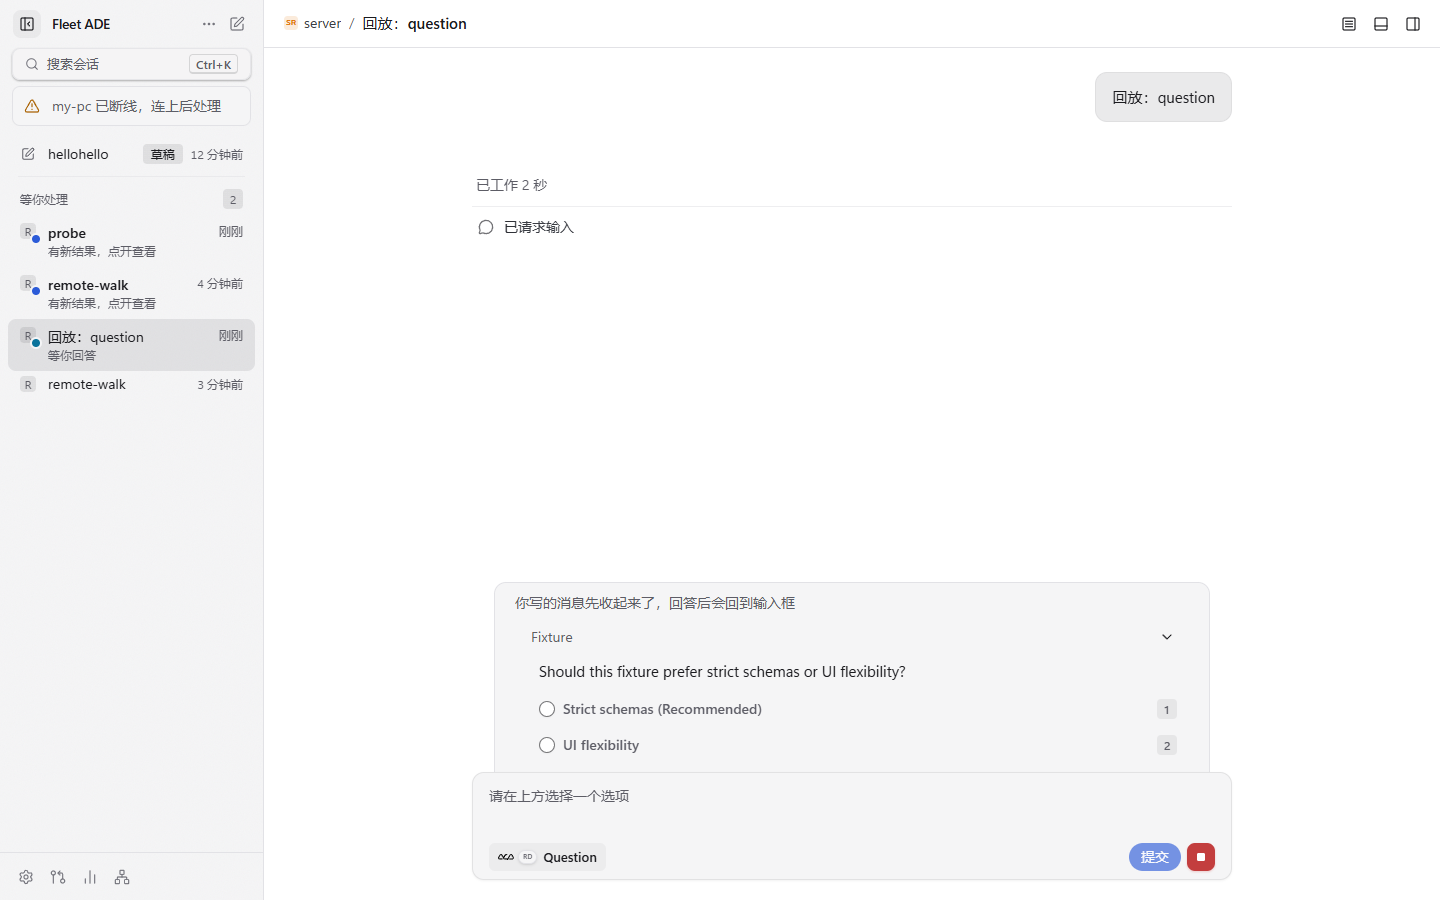 Fleet ADE
搜索会话 Ctrl+K
my-pc 已断线，连上后处理
hellohello 草稿 12 分钟前
等你处理 2
R probe 刚刚
有新结果，点开查看
R remote-walk 4 分钟前
有新结果，点开查看
R 回放：question 刚刚
等你回答
R remote-walk 3 分钟前
SR server / 回放：question
回放：question
已工作 2 秒
已请求输入
你写的消息先收起来了，回答后会回到输入框
Fixture
Should this fixture prefer strict schemas or UI flexibility?
Strict schemas (Recommended) 1
UI flexibility 2
请在上方选择一个选项
RD Question 提交